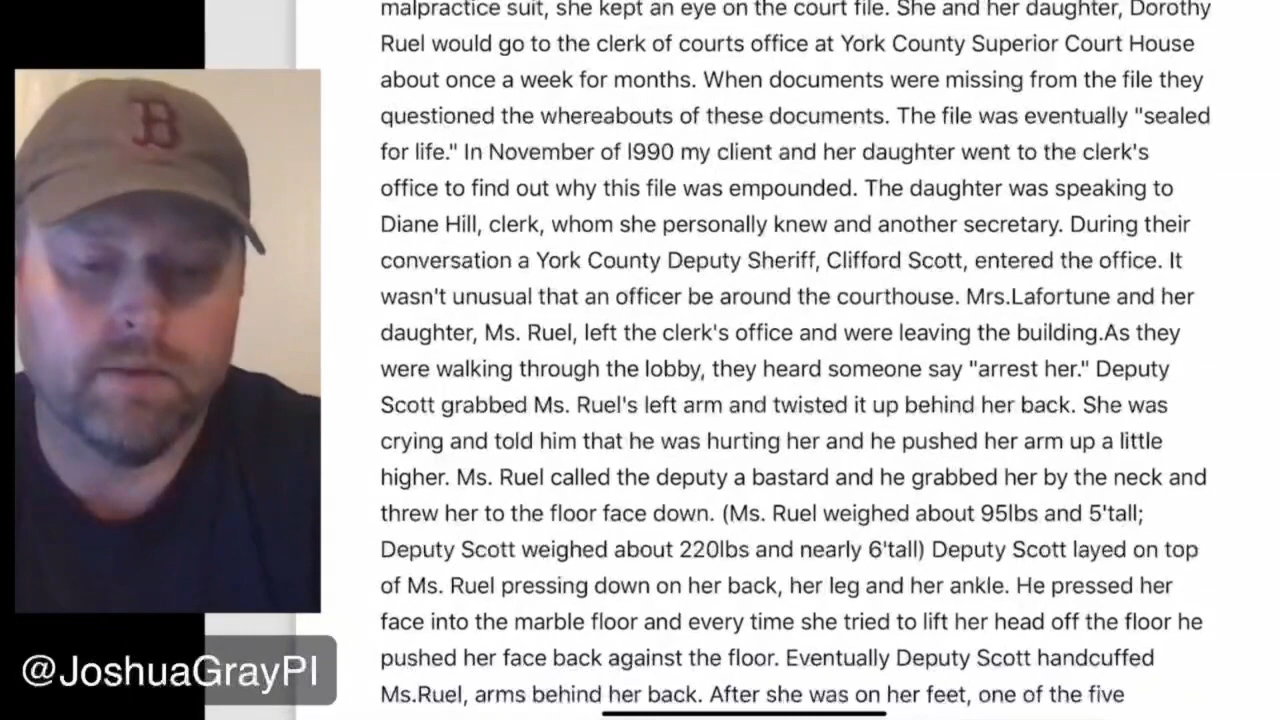 malpractice suit, she kept an eye on the court file. She and her daughter, Dorothy
Ruel would go to the clerk of courts office at York County Superior Court House
about once a week for months. When documents were missing from the file they
questioned the whereabouts of these documents. The file was eventually "sealed
for life." In November of l990 my client and her daughter went to the clerk's
office to find out why this file was empounded. The daughter was speaking to
Diane Hill, clerk, whom she personally knew and another secretary. During their
conversation a York County Deputy Sheriff, Clifford Scott, entered the office. It
wasn't unusual that an officer be around the courthouse. Mrs.Lafortune and her
daughter, Ms. Ruel, left the clerk's office and were leaving the building.As they
were walking through the lobby, they heard someone say "arrest her." Deputy
Scott grabbed Ms. Ruel's left arm and twisted it up behind her back. She was
crying and told him that he was hurting her and he pushed her arm up a little
higher. Ms. Ruel called the deputy a bastard and he grabbed her by the neck and
threw her to the floor face down. (Ms. Ruel weighed about 95lbs and 5'tall;
Deputy Scott weighed about 220lbs and nearly 6'tall) Deputy Scott layed on top
of Ms. Ruel pressing down on her back, her leg and her ankle. He pressed her
face into the marble floor and every time she tried to lift her head off the floor he
pushed her face back against the floor. Eventually Deputy Scott handcuffed
Ms.Ruel, arms behind her back. After she was on her feet, one of the five
B
@JoshuaGrayPI